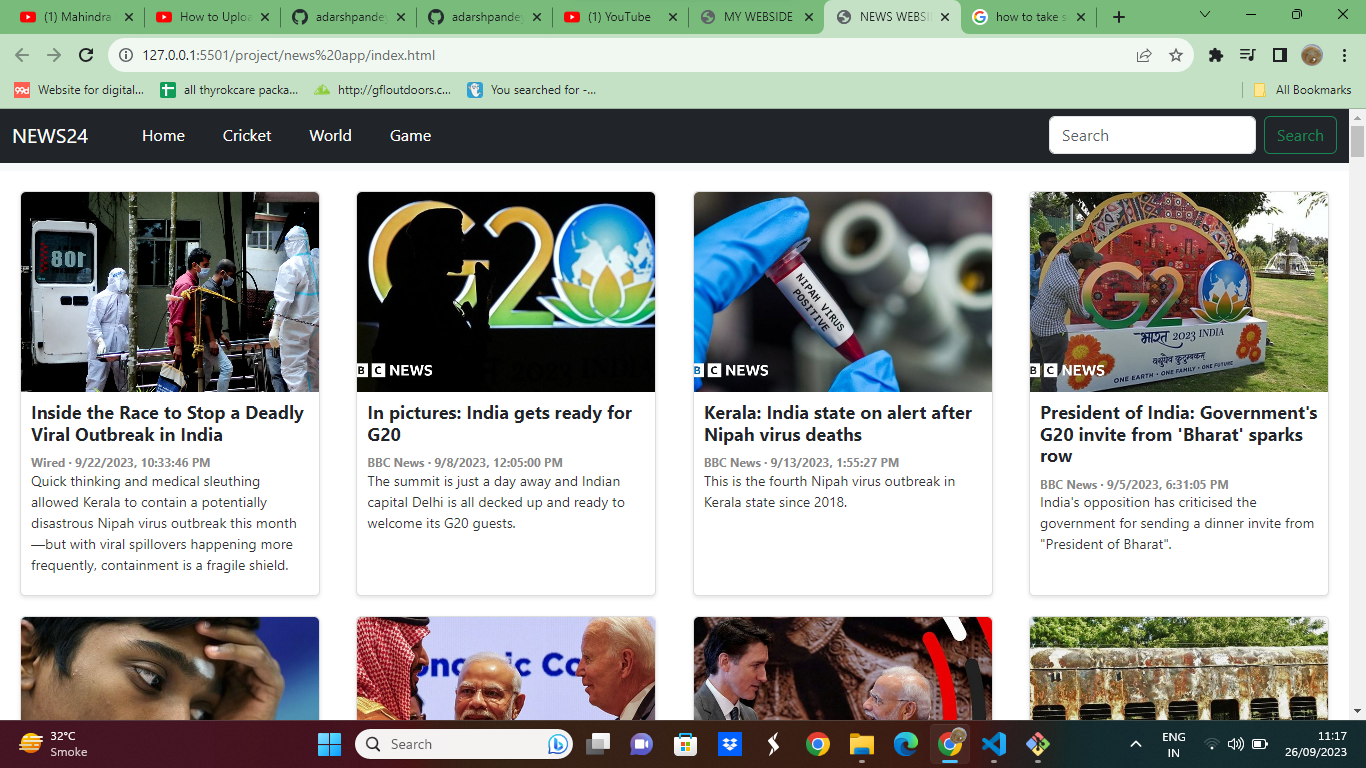 (1) Mahindra
How to Uploa
adarshpande
adarshpande
(1) YouTube
MY WEBSIDE
NEWS WEBSI
how to take s
127.0.0.1:5501/project/news%20app/index.html
99d Website for digital...
all thyrokcare packa...
http://gfloutdoors.c...
You searched for -...
All Bookmarks
NEWS24
Home
Cricket
World
Game
Search
Search
108
G20
BBC NEWS
NIPAH VIRUS
POSITIVE
BBC NEWS
G20
भारत 2023 INDIA
वसुधैव कुटुम्बकम्
ONE EARTH • ONE FAMILY • ONE FUTURE
BBC NEWS
Inside the Race to Stop a Deadly
Viral Outbreak in India
Wired · 9/22/2023, 10:33:46 PM
Quick thinking and medical sleuthing
allowed Kerala to contain a potentially
disastrous Nipah virus outbreak this month
—but with viral spillovers happening more
frequently, containment is a fragile shield.
In pictures: India gets ready for
G20
BBC News · 9/8/2023, 12:05:00 PM
The summit is just a day away and Indian
capital Delhi is all decked up and ready to
welcome its G20 guests.
Kerala: India state on alert after
Nipah virus deaths
BBC News · 9/13/2023, 1:55:27 PM
This is the fourth Nipah virus outbreak in
Kerala state since 2018.
President of India: Government's
G20 invite from 'Bharat' sparks
row
BBC News · 9/5/2023, 6:31:05 PM
India's opposition has criticised the
government for sending a dinner invite from
"President of Bharat".
onomic Co
32°C
Smoke
Search
ENG
IN
11:17
26/09/2023